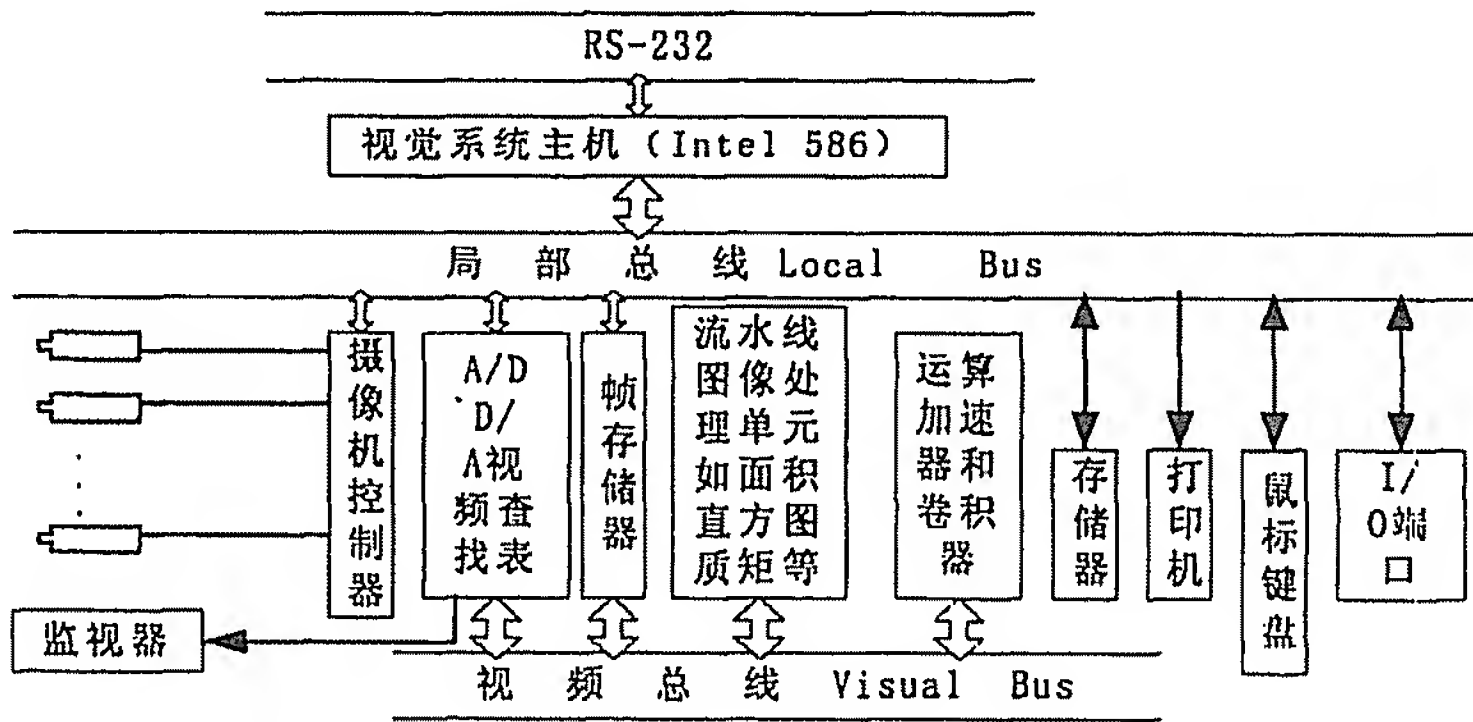 RS-232
视觉系统主机(Intel 586)
局 部 总 线 Local Bus
摄
像
机
控
制
器
A/D
D/
A视
频查
找表
帧
存
储
器
流水线
图像处
理单元
如面积
直方图
质矩等
运算
加速
器和
卷积
器
存
储
器
打
印
机
鼠
标
键
盘
I/
O端
口
监视器
视 频 总 线 Visual Bus